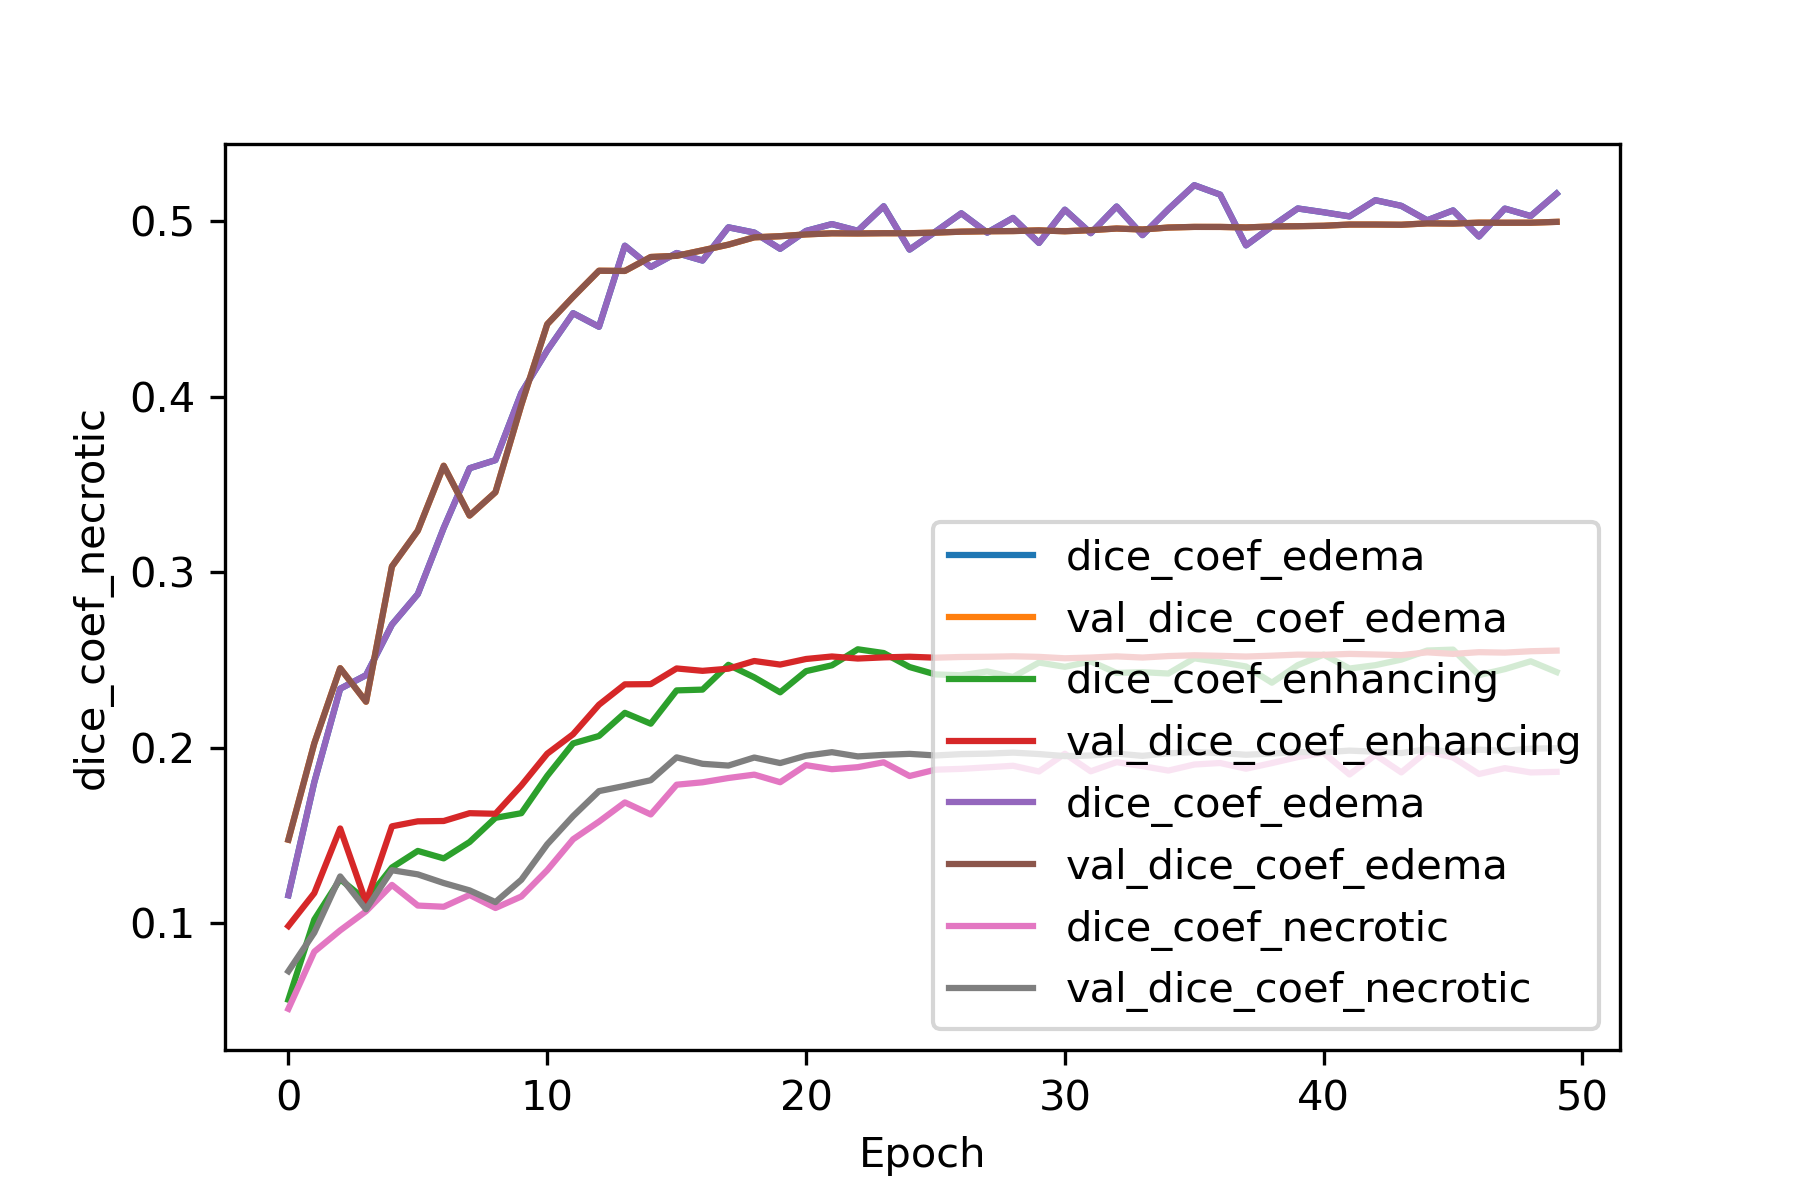 dice_coef_necrotic
0.5
0.4
0.3
0.2
0.1
dice_coef_edema
val_dice_coef_edema
dice_coef_enhancing
val_dice_coef_enhancing
dice_coef_edema
val_dice_coef_edema
dice_coef_necrotic
val_dice_coef_necrotic
0 10 20 30 40 50
Epoch